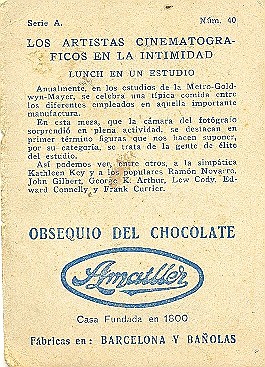 Serie A. Núm. 40
LOS ARTISTAS CINEMATOGRA-
FICOS EN LA INTIMIDAD
LUNCH EN UN ESTUDIO
Anualmente, en los estudios de la Metro-Gold-
wyn-Mayer, se celebra una típica comida entre
los diferentes empleados en aquella importante
manufactura.
En esta mesa, que la cámara del fotógrafo
sorprendió en plena actividad, se destacan en
primer término figuras que nos hacen suponer,
por su categoría, se trata de la gente de élite
del estudio.
Así podemos ver, entre otros, a la simpática
Kathleen Key y a los populares Ramón Novarro,
John Gilbert, George K. Arthur, Lew Cody, Ed-
ward Connelly y Frank Currier.
OBSEQUIO DEL CHOCOLATE
Amatller
Casa Fundada en 1800
Fábricas en: BARCELONA Y BAÑOLAS